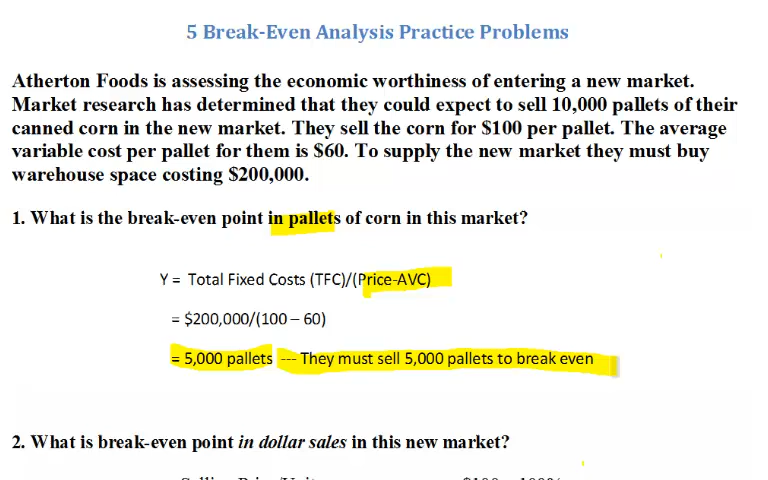 5 Break-Even Analysis Practice Problems
Atherton Foods is assessing the economic worthiness of entering a new market.
Market research has determined that they could expect to sell 10,000 pallets of their
canned corn in the new market. They sell the corn for $100 per pallet. The average
variable cost per pallet for them is $60. To supply the new market they must buy
warehouse space costing $200,000.
1. What is the break-even point in pallets of corn in this market?
Y = Total Fixed Costs (TFC)/(Price-AVC)
= $200,000/(100 – 60)
= 5,000 pallets --- They must sell 5,000 pallets to break even
2. What is break-even point in dollar sales in this new market?